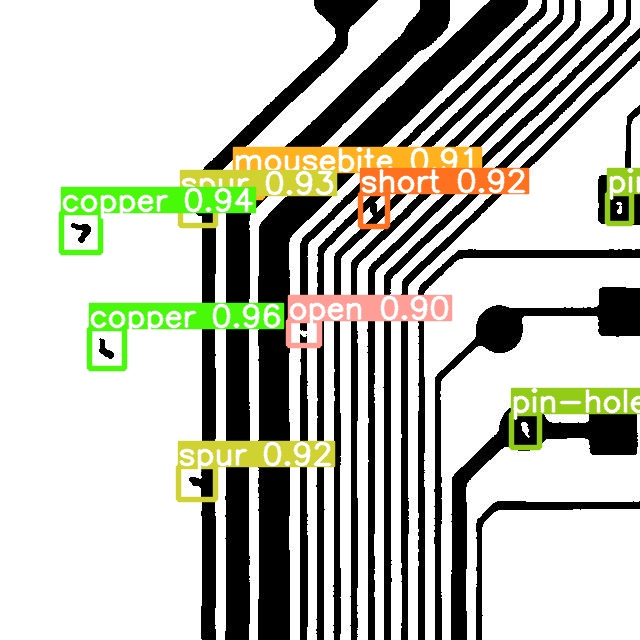 mousebite 0.91
spur 0.93
short 0.92
pin
copper 0.94
open 0.90
copper 0.96
pin-hole
spur 0.92